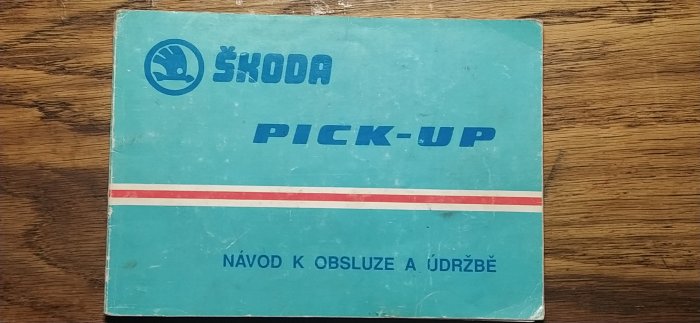 ŠKODA
PICK-UP
NÁVOD K OBSLUZE A ÚDRŽBĚ